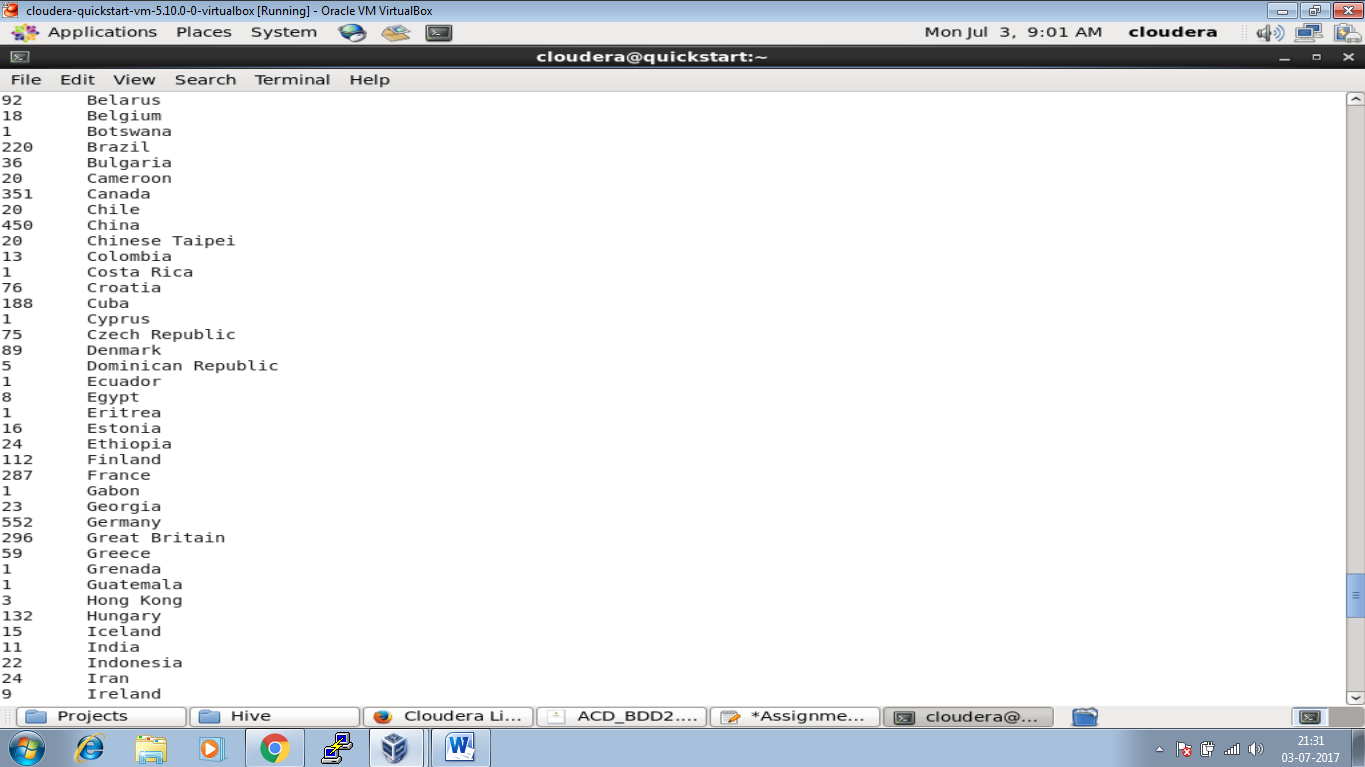 cloudera-quickstart-vm-5.10.0-0-virtualbox [Running] - Oracle VM VirtualBox
Applications Places System Mon Jul 3, 9:01 AM cloudera
cloudera@quickstart:~
File Edit View Search Terminal Help
92 Belarus
18 Belgium
1 Botswana
220 Brazil
36 Bulgaria
20 Cameroon
351 Canada
20 Chile
450 China
20 Chinese Taipei
13 Colombia
1 Costa Rica
76 Croatia
188 Cuba
1 Cyprus
75 Czech Republic
89 Denmark
5 Dominican Republic
1 Ecuador
8 Egypt
1 Eritrea
16 Estonia
24 Ethiopia
112 Finland
287 France
1 Gabon
23 Georgia
552 Germany
296 Great Britain
59 Greece
1 Grenada
1 Guatemala
3 Hong Kong
132 Hungary
15 Iceland
11 India
22 Indonesia
24 Iran
9 Ireland
Projects Hive Cloudera Li... ACD_BDD2.... *Assignme... cloudera@...
21:31
03-07-2017